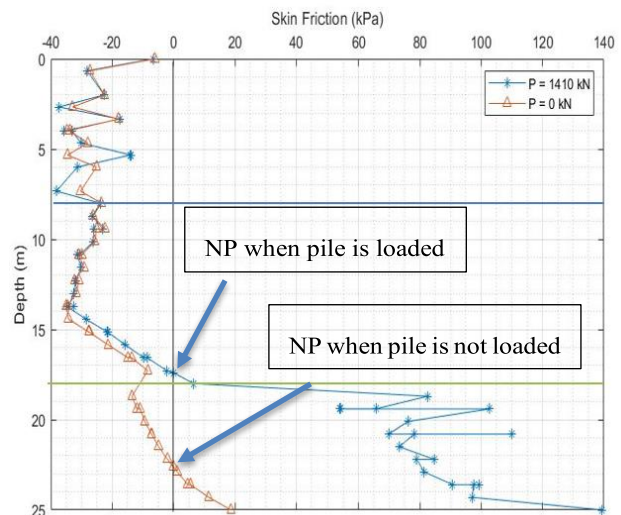 Skin Friction (kPa)
-40 -20 0 20 40 60 80 100 120 140
0
5
10
15
20
25
Depth (m)
P = 1410 kN
P = 0 kN
NP when pile is loaded
NP when pile is not loaded